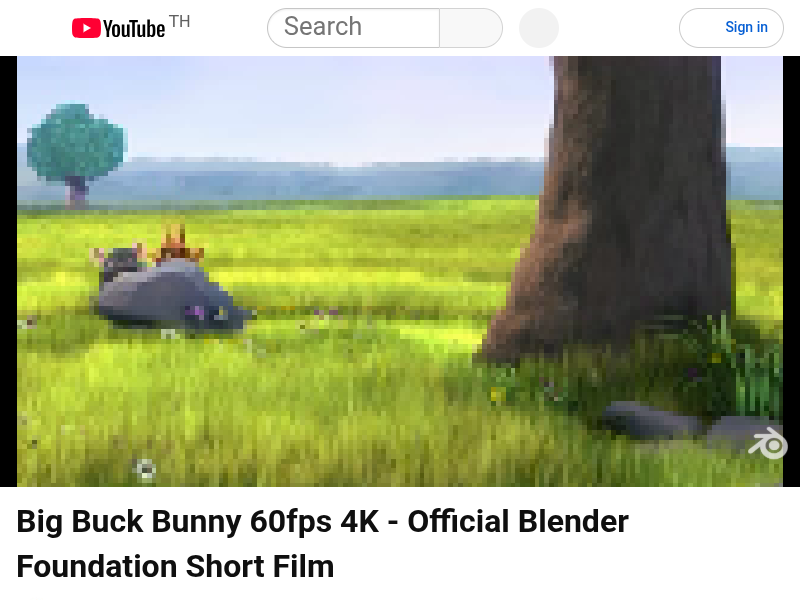 YouTube TH
Search
Sign in
Big Buck Bunny 60fps 4K - Official Blender
Foundation Short Film